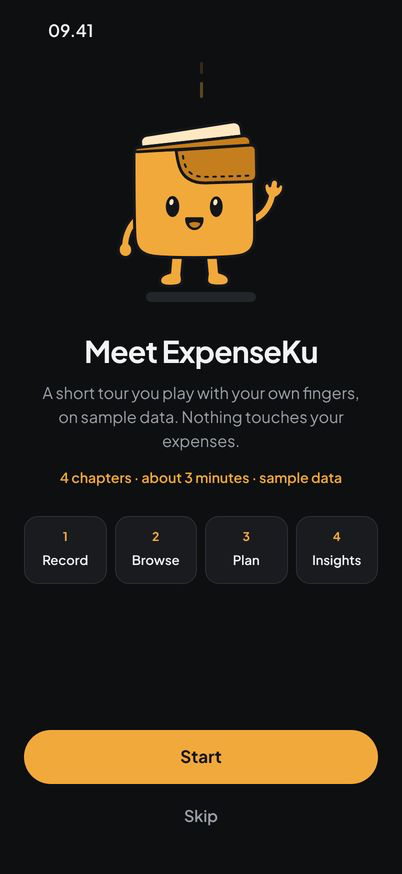 09.41
Meet ExpenseKu
A short tour you play with your own fingers,
on sample data. Nothing touches your
expenses.
4 chapters · about 3 minutes · sample data
1
Record
2
Browse
3
Plan
4
Insights
Start
Skip